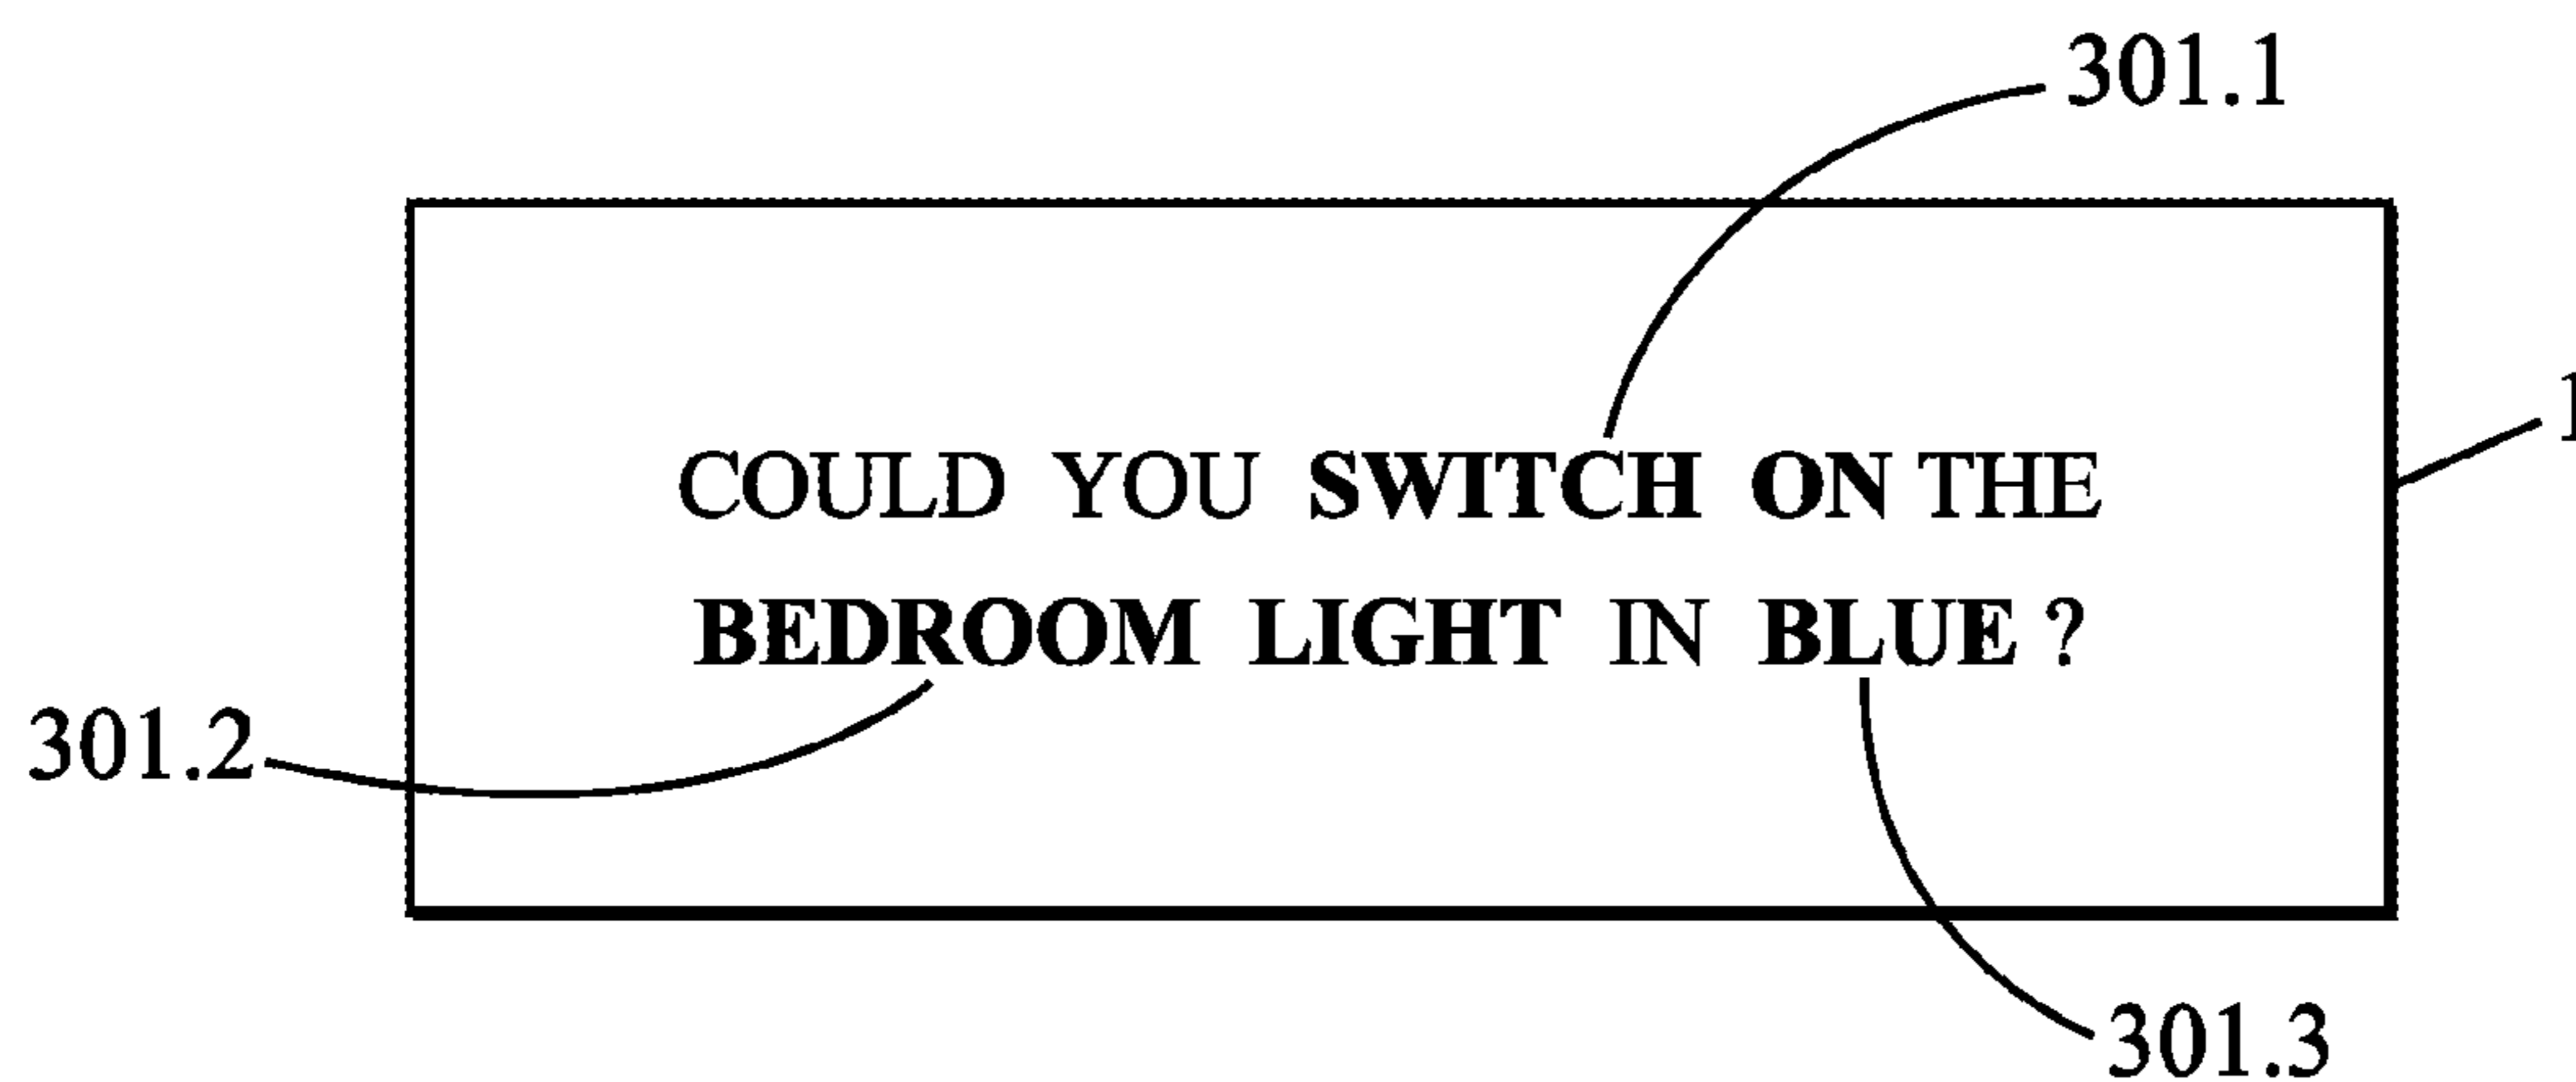 301.1
COULD YOU SWITCH ON THE
BEDROOM LIGHT IN BLUE ?
301.2
301.3